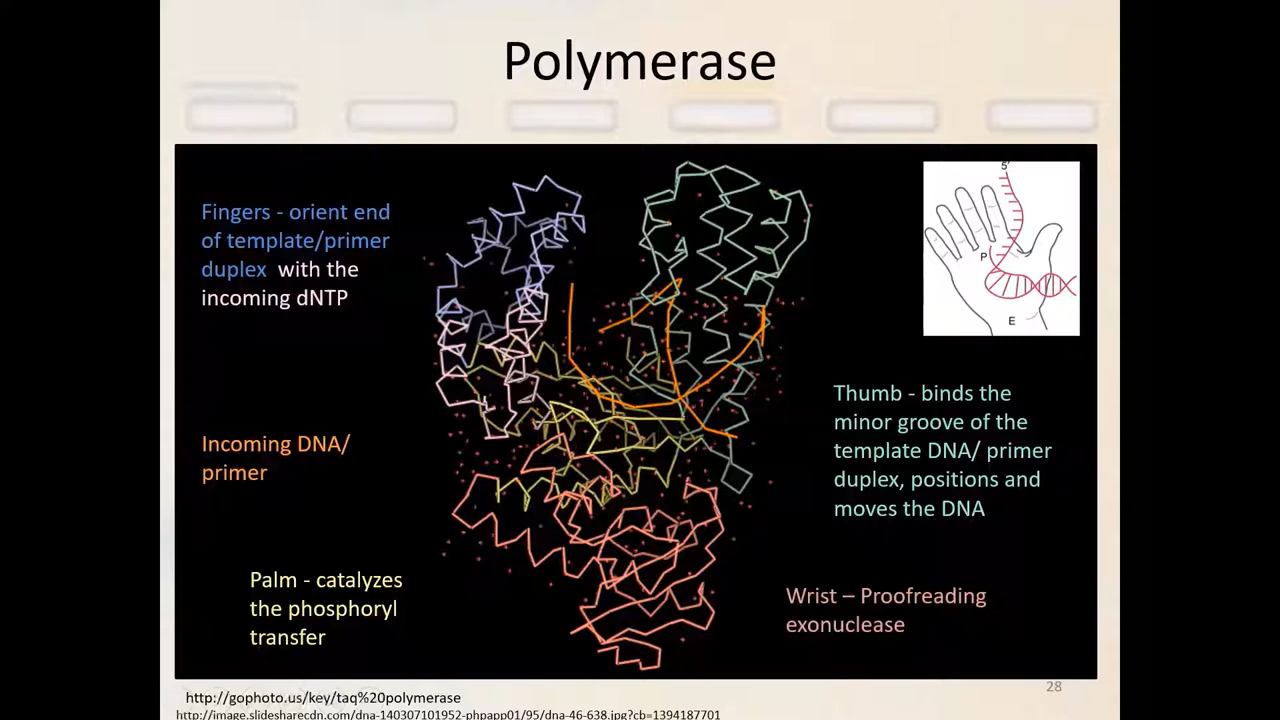 Polymerase
Fingers - orient end
of template/primer
duplex with the
incoming dNTP
5'
P
E
Thumb - binds the
minor groove of the
template DNA/ primer
duplex, positions and
moves the DNA
Incoming DNA/
primer
Palm - catalyzes
the phosphoryl
transfer
Wrist – Proofreading
exonuclease
28
http://gophoto.us/key/taq%20polymerase
http://image.slidesharecdn.com/dna-140307101952-phpapp01/95/dna-46-638.jpg?cb=1394187701